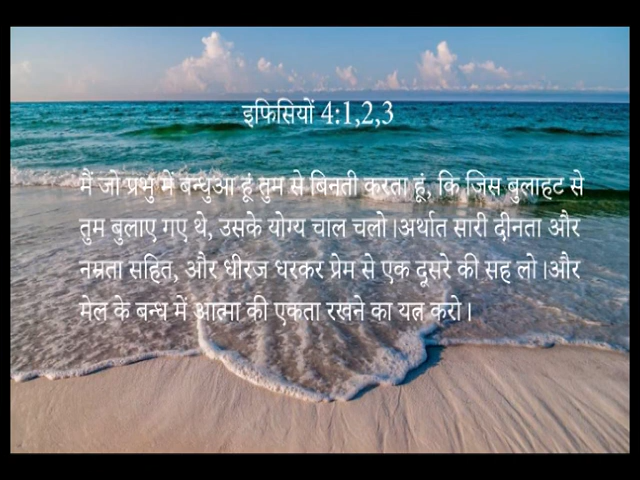 इफिसियों 4:1,2,3
मैं जो प्रभु में बन्धुआ हूं तुम से बिनती करता हूं, कि जिस बुलाहट से
तुम बुलाए गए थे, उसके योग्य चाल चलो।अर्थात सारी दीनता और
नम्रता सहित, और धीरज धरकर प्रेम से एक दूसरे की सह लो।और
मेल के बन्ध में आत्मा की एकता रखने का यत्न करो।